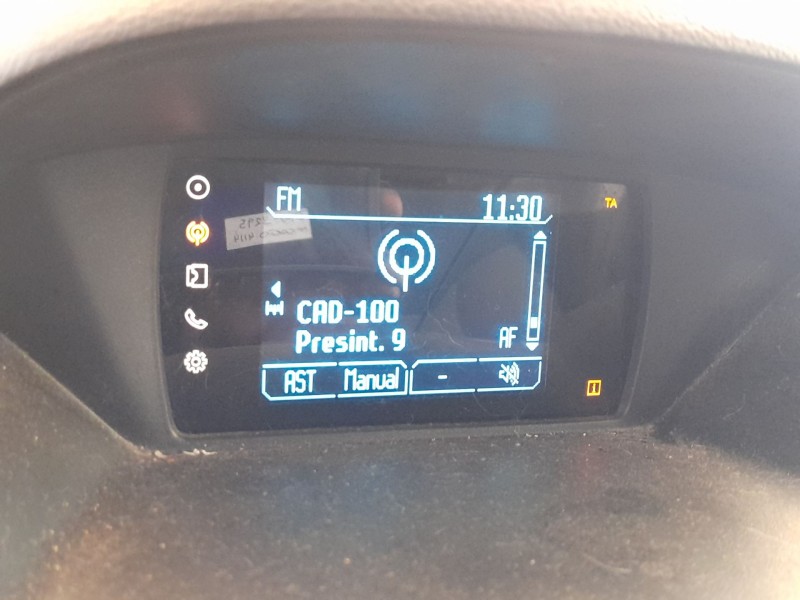 FM
11:30
TA
CAD-100
Presint. 9
AF
AST
Manual
-